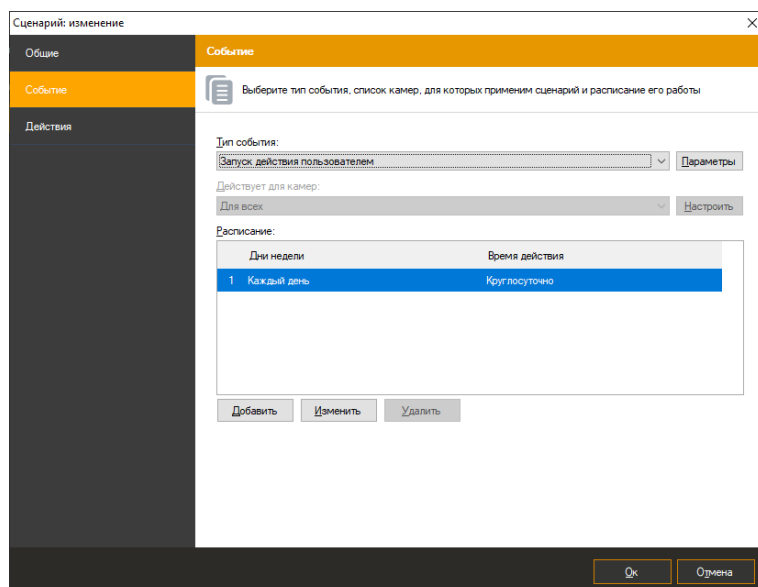 Сценарий: изменение
Общие
Событие
Действия
Событие
Выберите тип события, список камер, для которых применим сценарий и расписание его работы
Тип события:
Запуск действия пользователем
Параметры
Действует для камер:
Для всех
Настроить
Расписание:
Дни недели Время действия
1 Каждый день Круглосуточно
Добавить Изменить Удалить
Ок Отмена